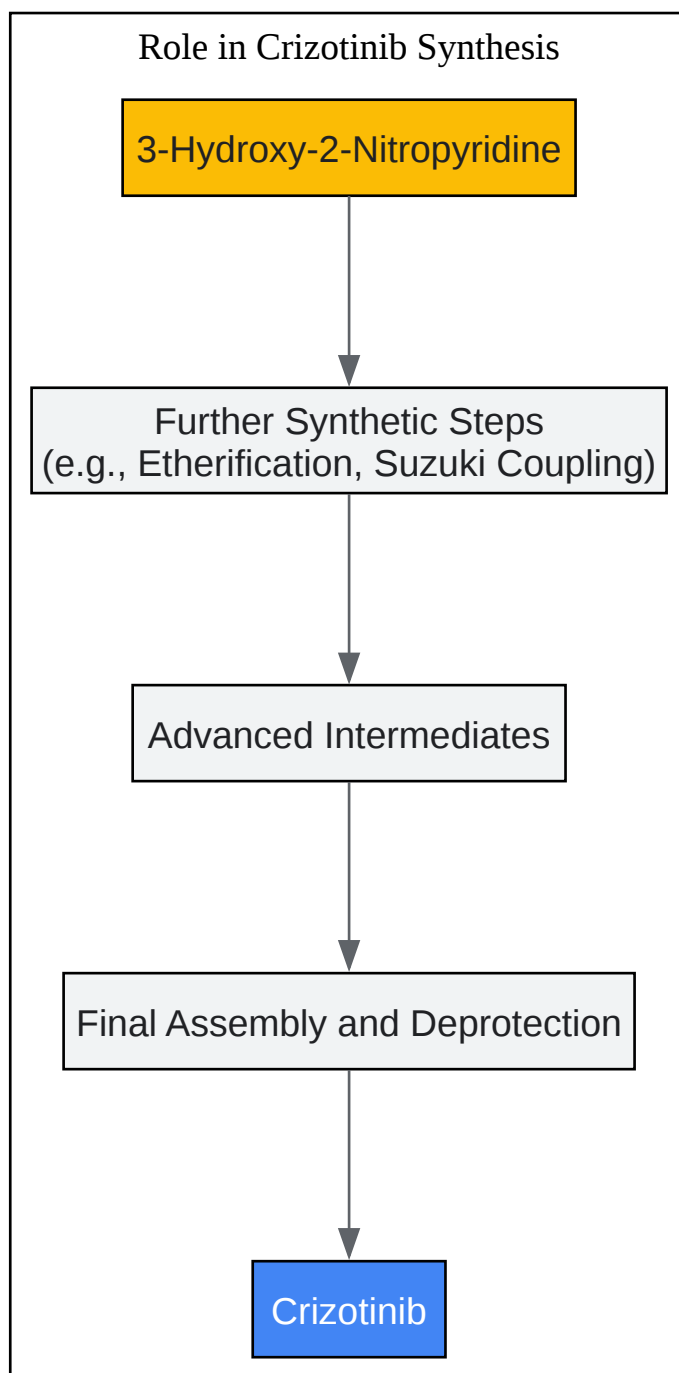 Role in Crizotinib Synthesis
3-Hydroxy-2-Nitropyridine
Further Synthetic Steps
(e.g., Etherification, Suzuki Coupling)
Advanced Intermediates
Final Assembly and Deprotection
Crizotinib